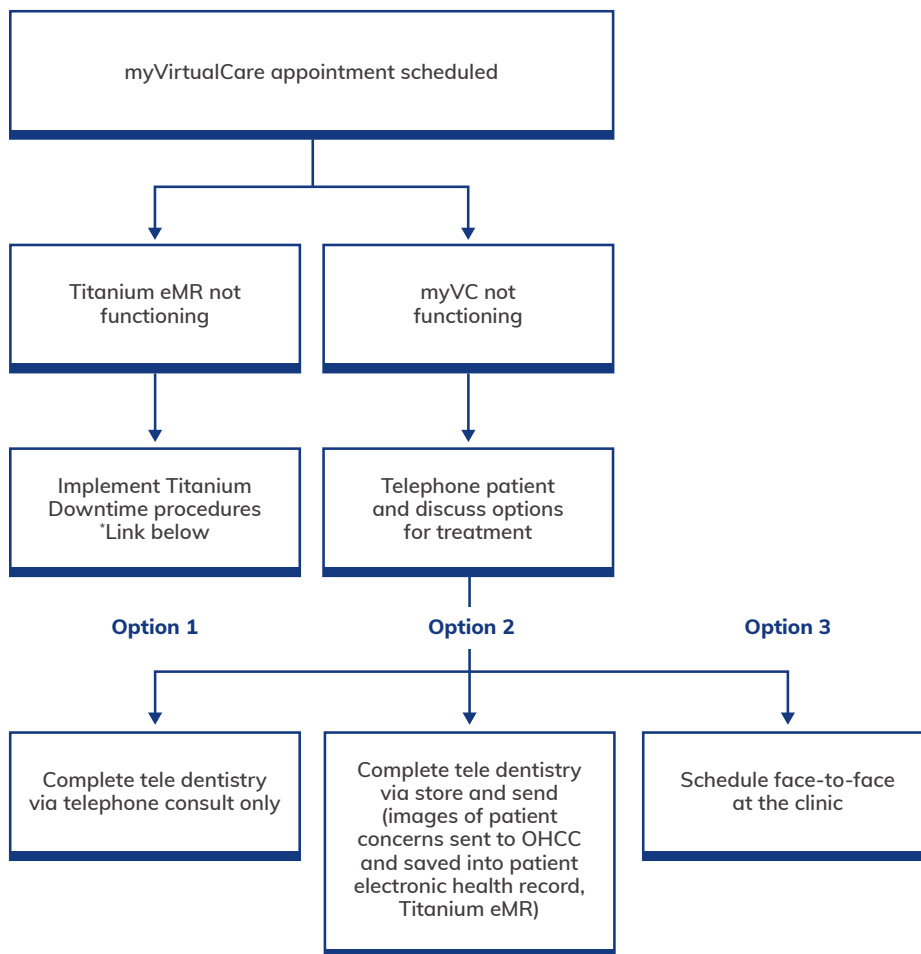 myVirtualCare appointment scheduled
Titanium eMR not
functioning
myVC not
functioning
Implement Titanium
Downtime procedures
*Link below
Telephone patient
and discuss options
for treatment
Option 1
Option 2
Option 3
Complete tele dentistry
via telephone consult only
Complete tele dentistry
via store and send
(images of patient
concerns sent to OHCC
and saved into patient
electronic health record,
Titanium eMR)
Schedule face-to-face
at the clinic